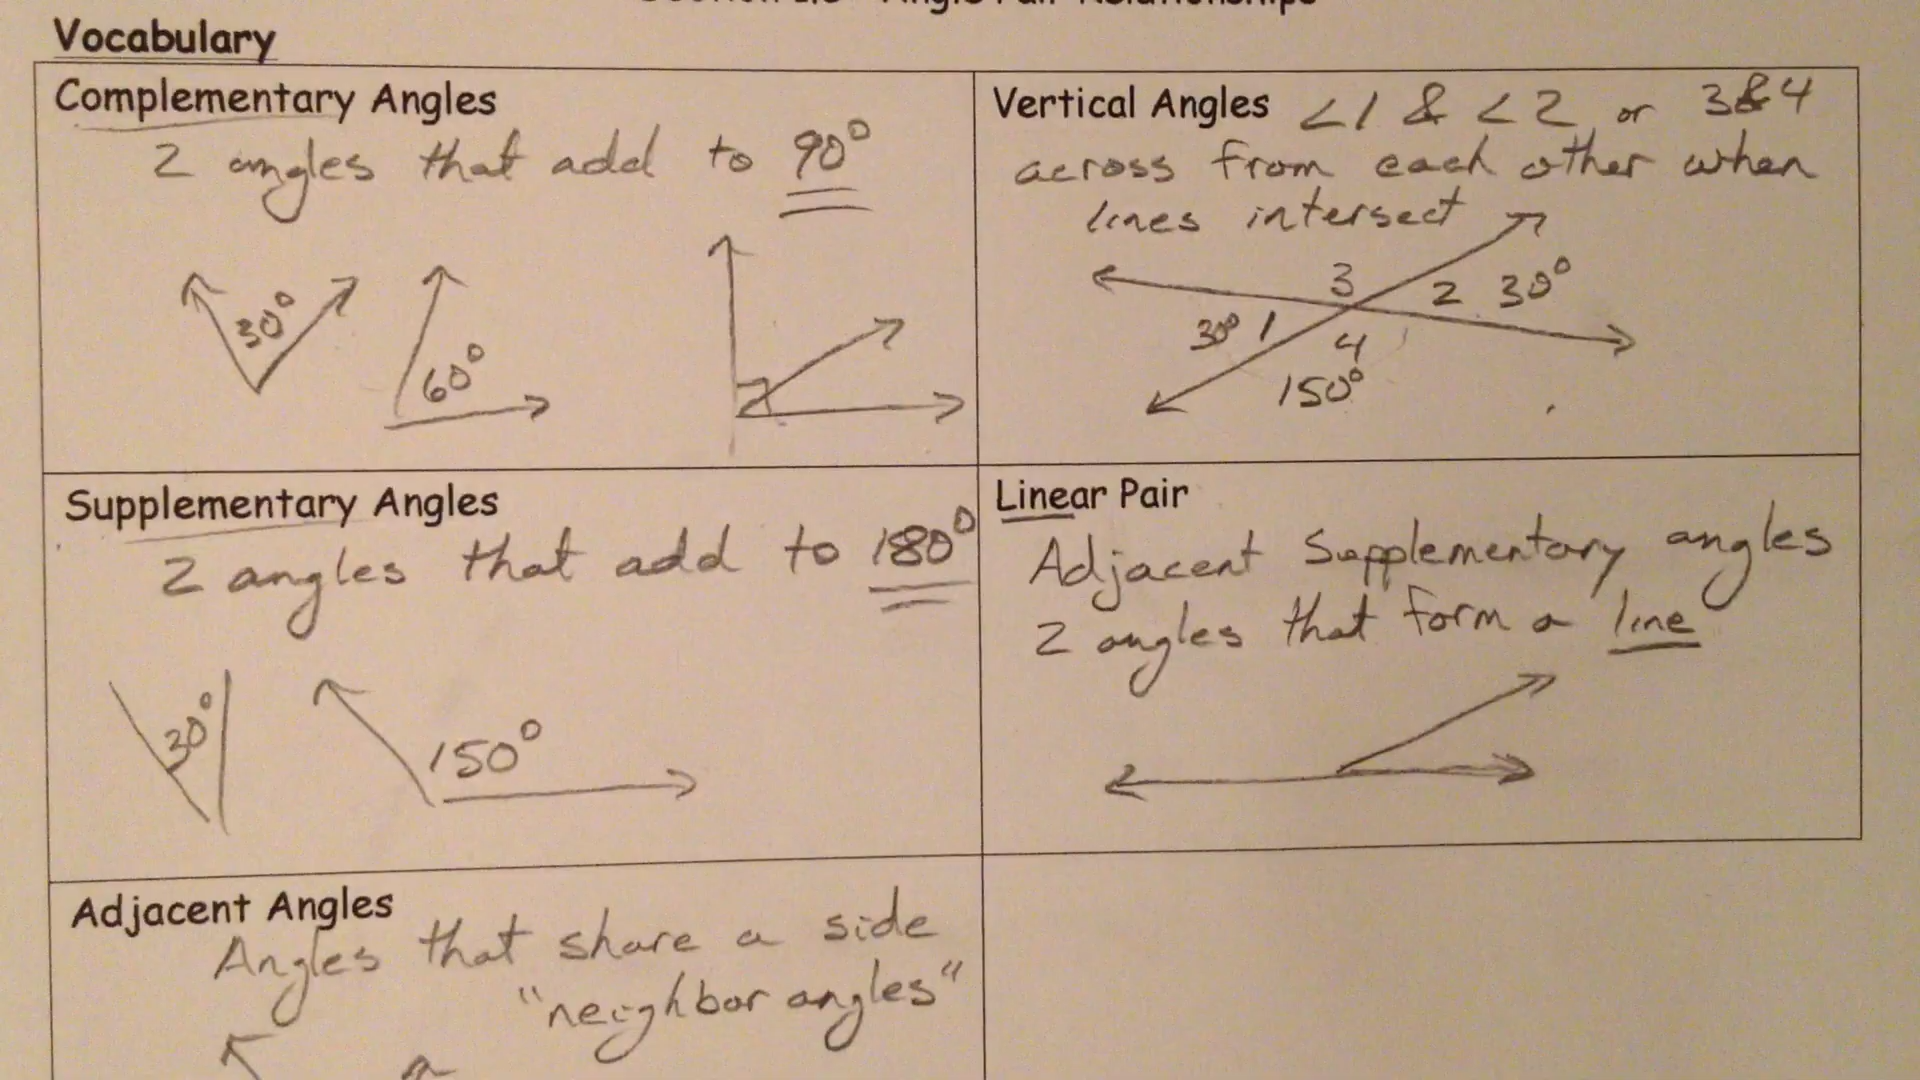 Angle Pair Relationships
Vocabulary
Complementary Angles
2 angles that add to 90°
30°
60°
Vertical Angles ∠1 & ∠2 or 3&4
across from each other when
lines intersect
3
2 30°
30° 1
4
150°
Supplementary Angles
2 angles that add to 180°
30°
150°
Linear Pair
Adjacent Supplementary angles
2 angles that form a line
Adjacent Angles
Angles that share a side
"neighbor angles"